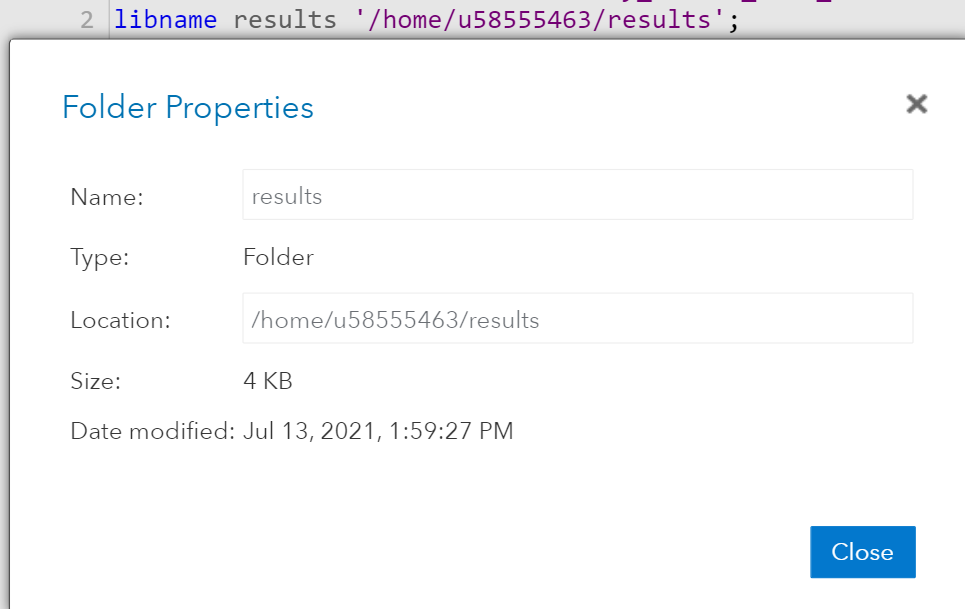 2 libname results '/home/u58555463/results';
Folder Properties
Name: results
Type: Folder
Location: /home/u58555463/results
Size: 4 KB
Date modified: Jul 13, 2021, 1:59:27 PM
Close